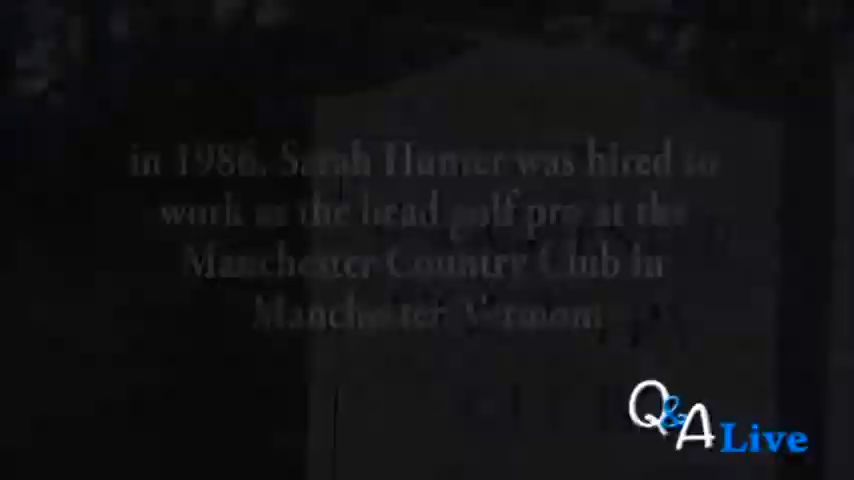 in 1986, Sarah Hunter was hired to
work as the head golf pro at the
Manchester Country Club in
Manchester, Vermont
Q&A Live